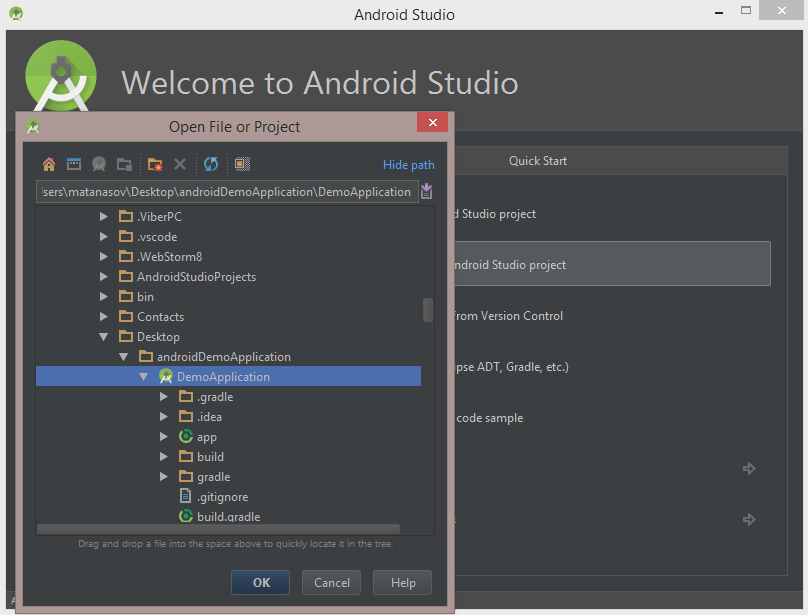 Android Studio
Welcome to Android Studio
Open File or Project
Hide path
sers\matanasov\Desktop\androidDemoApplication\DemoApplication
.ViberPC
.vscode
.WebStorm8
AndroidStudioProjects
bin
Contacts
Desktop
androidDemoApplication
DemoApplication
.gradle
.idea
app
build
gradle
.gitignore
build.gradle
Drag and drop a file into the space above to quickly locate it in the tree.
OK
Cancel
Help
Quick Start
d Studio project
ndroid Studio project
from Version Control
pse ADT, Gradle, etc.)
code sample